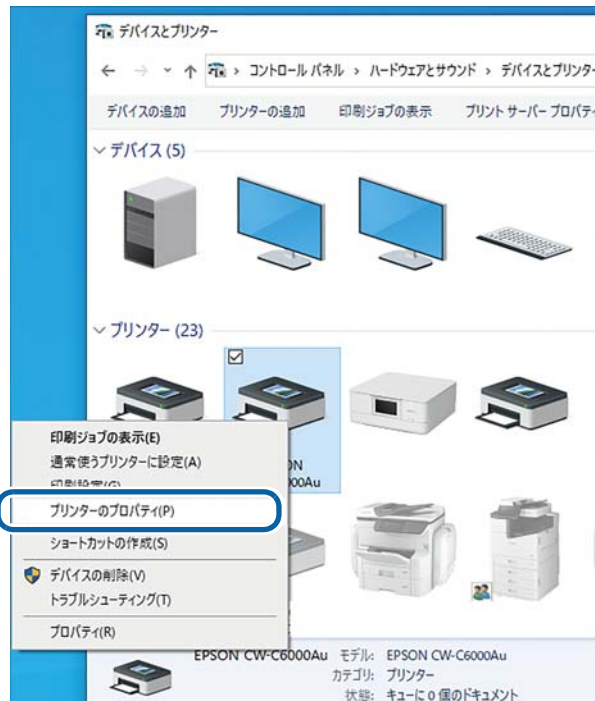 デバイスとプリンター
コントロール パネル > ハードウェアとサウンド > デバイスとプリンター
デバイスの追加 プリンターの追加 印刷ジョブの表示 プリント サーバー プロパティ
デバイス (5)
プリンター (23)
印刷ジョブの表示(E)
通常使うプリンターに設定(A)
印刷設定(G)
プリンターのプロパティ(P)
ショートカットの作成(S)
デバイスの削除(V)
トラブルシューティング(T)
プロパティ(R)
ON
000Au
EPSON CW-C6000Au モデル: EPSON CW-C6000Au
カテゴリ: プリンター
状態: キューに 0 個のドキュメント